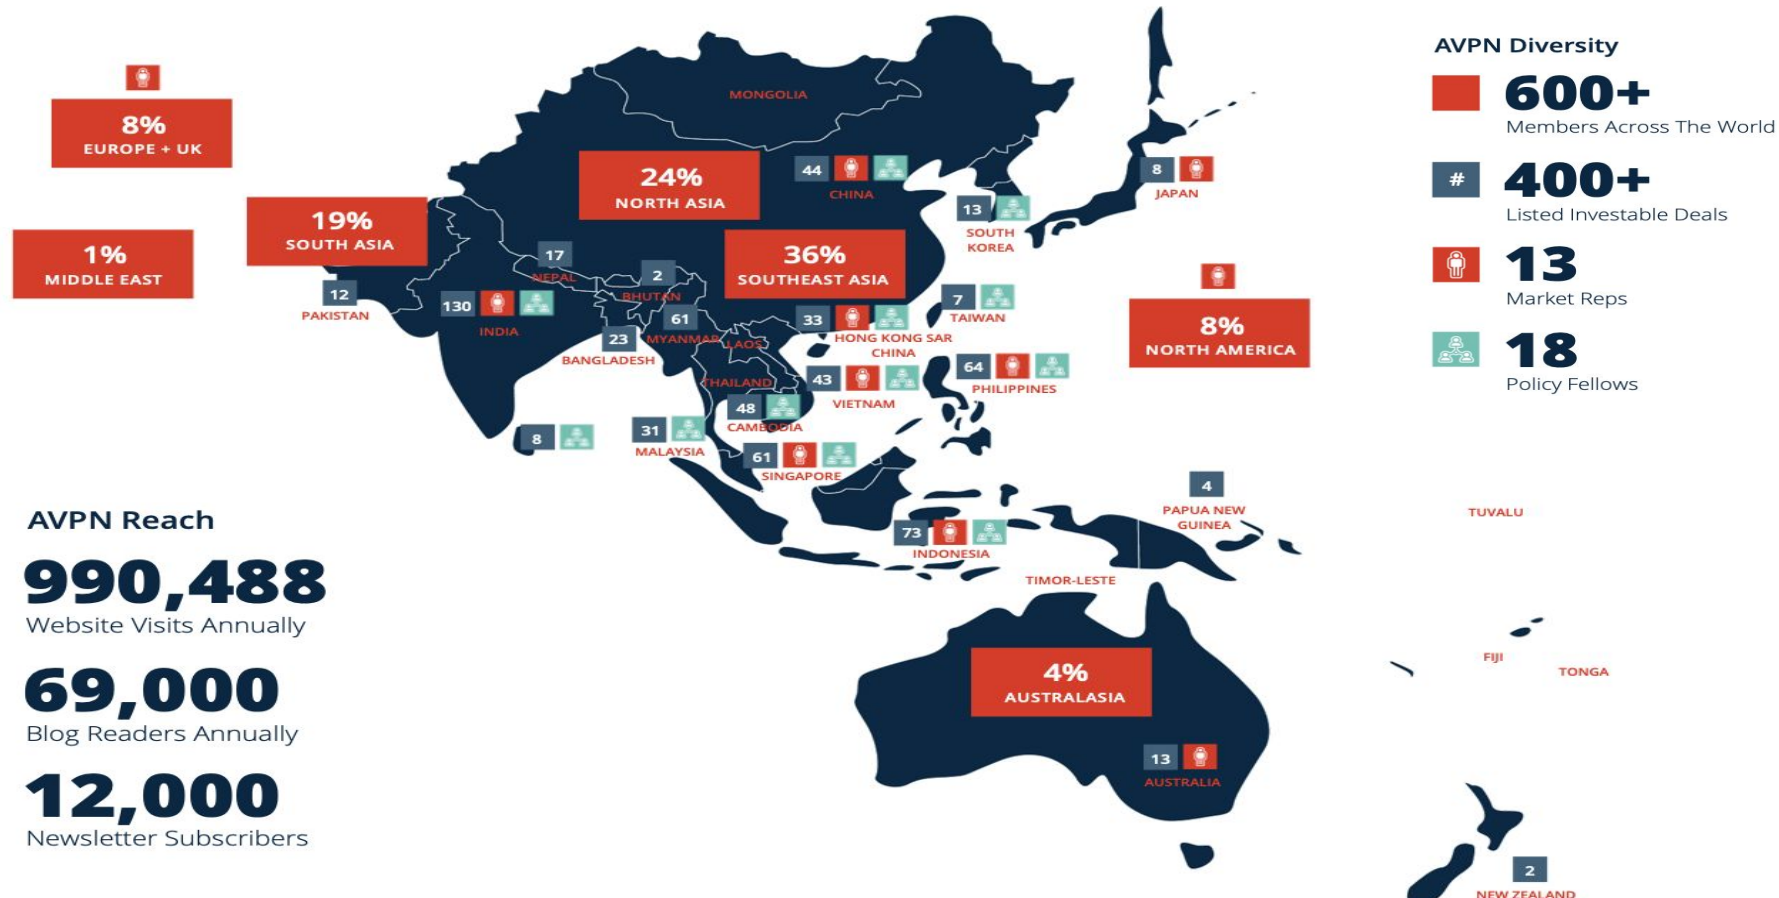 AVPN Diversity
600+
Members Across The World
#
400+
Listed Investable Deals
13
Market Reps
18
Policy Fellows
8%
EUROPE + UK
1%
MIDDLE EAST
19%
SOUTH ASIA
24%
NORTH ASIA
36%
SOUTHEAST ASIA
8%
NORTH AMERICA
4%
AUSTRALASIA
MONGOLIA
44
CHINA
8
JAPAN
13
SOUTH
KOREA
17
NEPAL
2
BHUTAN
12
PAKISTAN
130
INDIA
61
MYANMAR
LAOS
23
BANGLADESH
33
HONG KONG SAR
CHINA
7
TAIWAN
THAILAND
43
VIETNAM
64
PHILIPPINES
48
CAMBODIA
8
31
MALAYSIA
61
SINGAPORE
73
INDONESIA
4
PAPUA NEW
GUINEA
TUVALU
TIMOR-LESTE
FIJI
TONGA
13
AUSTRALIA
2
NEW ZEALAND
AVPN Reach
990,488
Website Visits Annually
69,000
Blog Readers Annually
12,000
Newsletter Subscribers